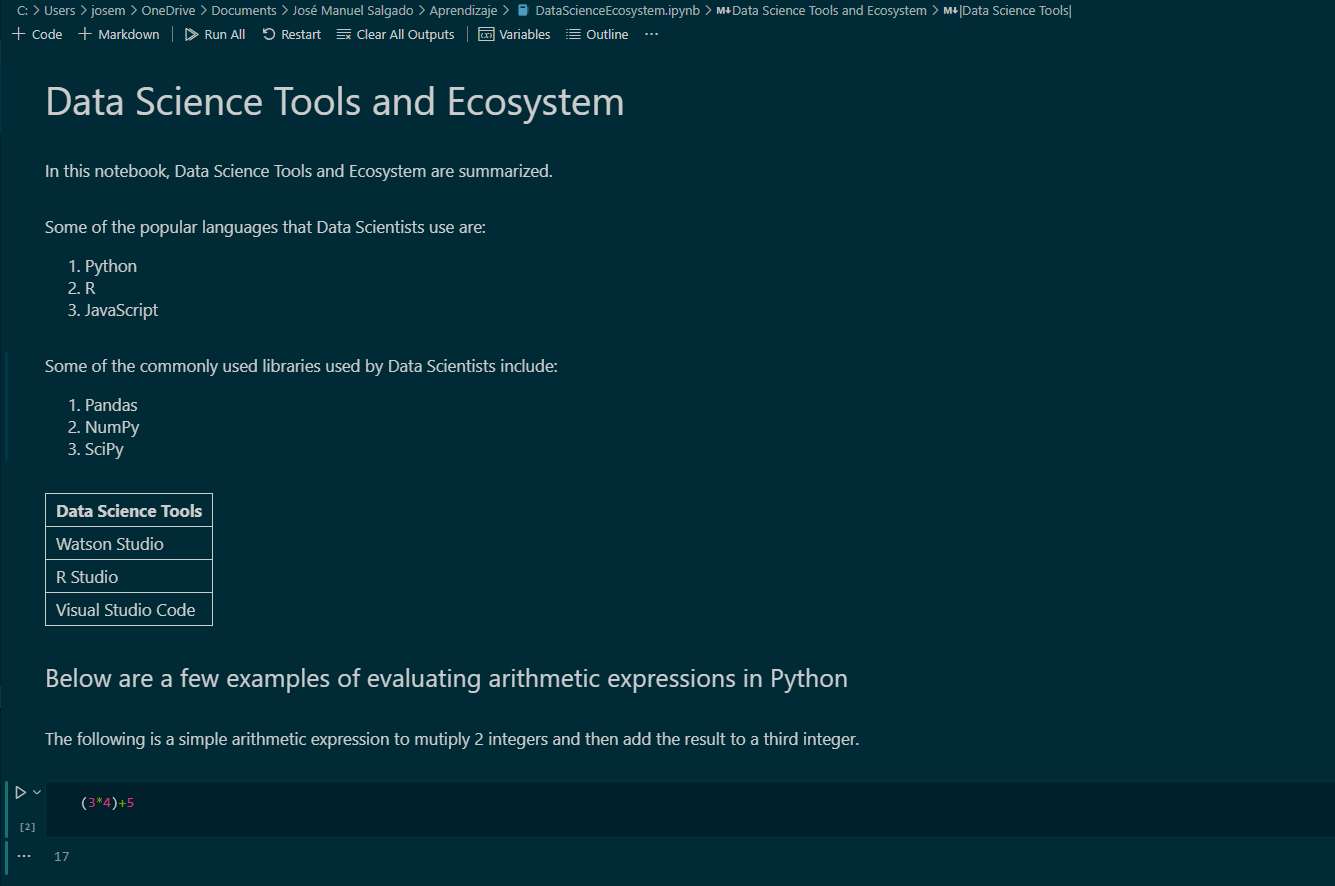 C: > Users > josem > OneDrive > Documents > José Manuel Salgado > Aprendizaje > DataScienceEcosystem.ipynb > M↓Data Science Tools and Ecosystem > M↓|Data Science Tools|
+ Code + Markdown | Run All Restart Clear All Outputs | Variables Outline ···
Data Science Tools and Ecosystem
In this notebook, Data Science Tools and Ecosystem are summarized.
Some of the popular languages that Data Scientists use are:
1. Python
2. R
3. JavaScript
Some of the commonly used libraries used by Data Scientists include:
1. Pandas
2. NumPy
3. SciPy
Data Science Tools
Watson Studio
R Studio
Visual Studio Code
Below are a few examples of evaluating arithmetic expressions in Python
The following is a simple arithmetic expression to mutiply 2 integers and then add the result to a third integer.
(3*4)+5
[2]
··· 17